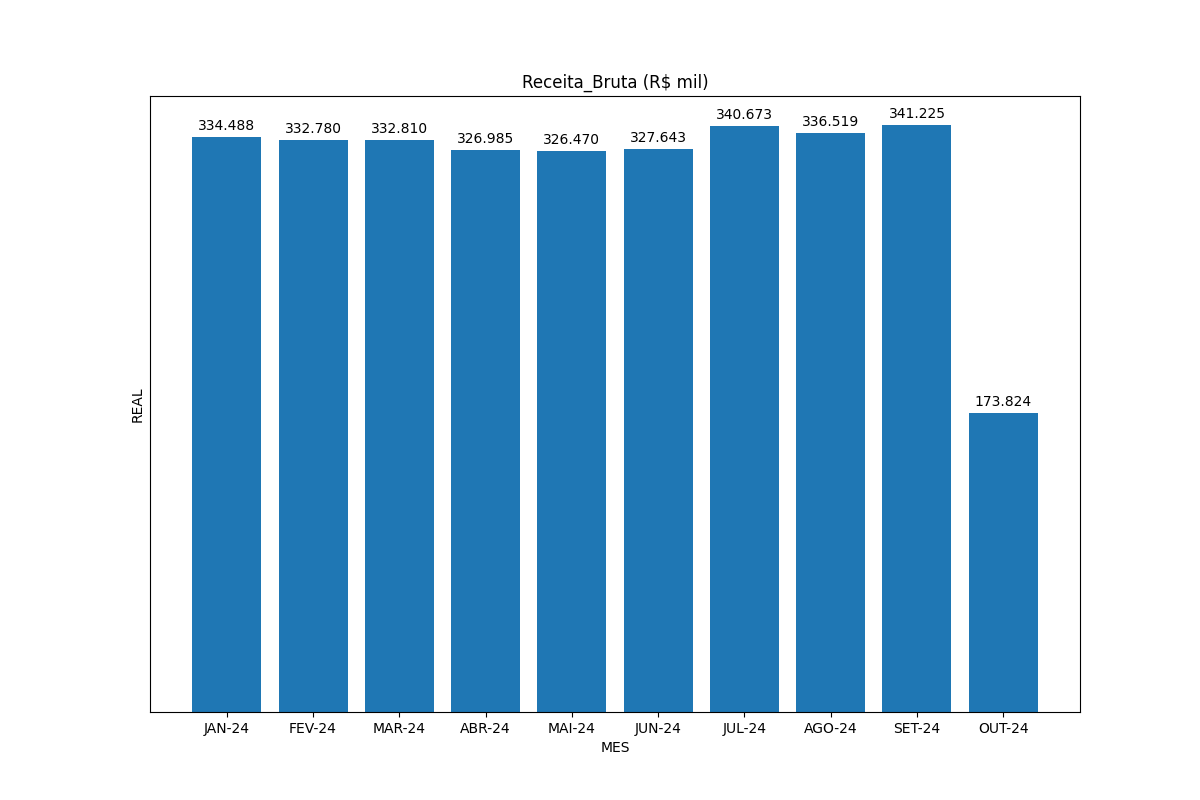 Receita_Bruta (R$ mil)
334.488
332.780
332.810
326.985
326.470
327.643
340.673
336.519
341.225
173.824
REAL
JAN-24 FEV-24 MAR-24 ABR-24 MAI-24 JUN-24 JUL-24 AGO-24 SET-24 OUT-24
MES